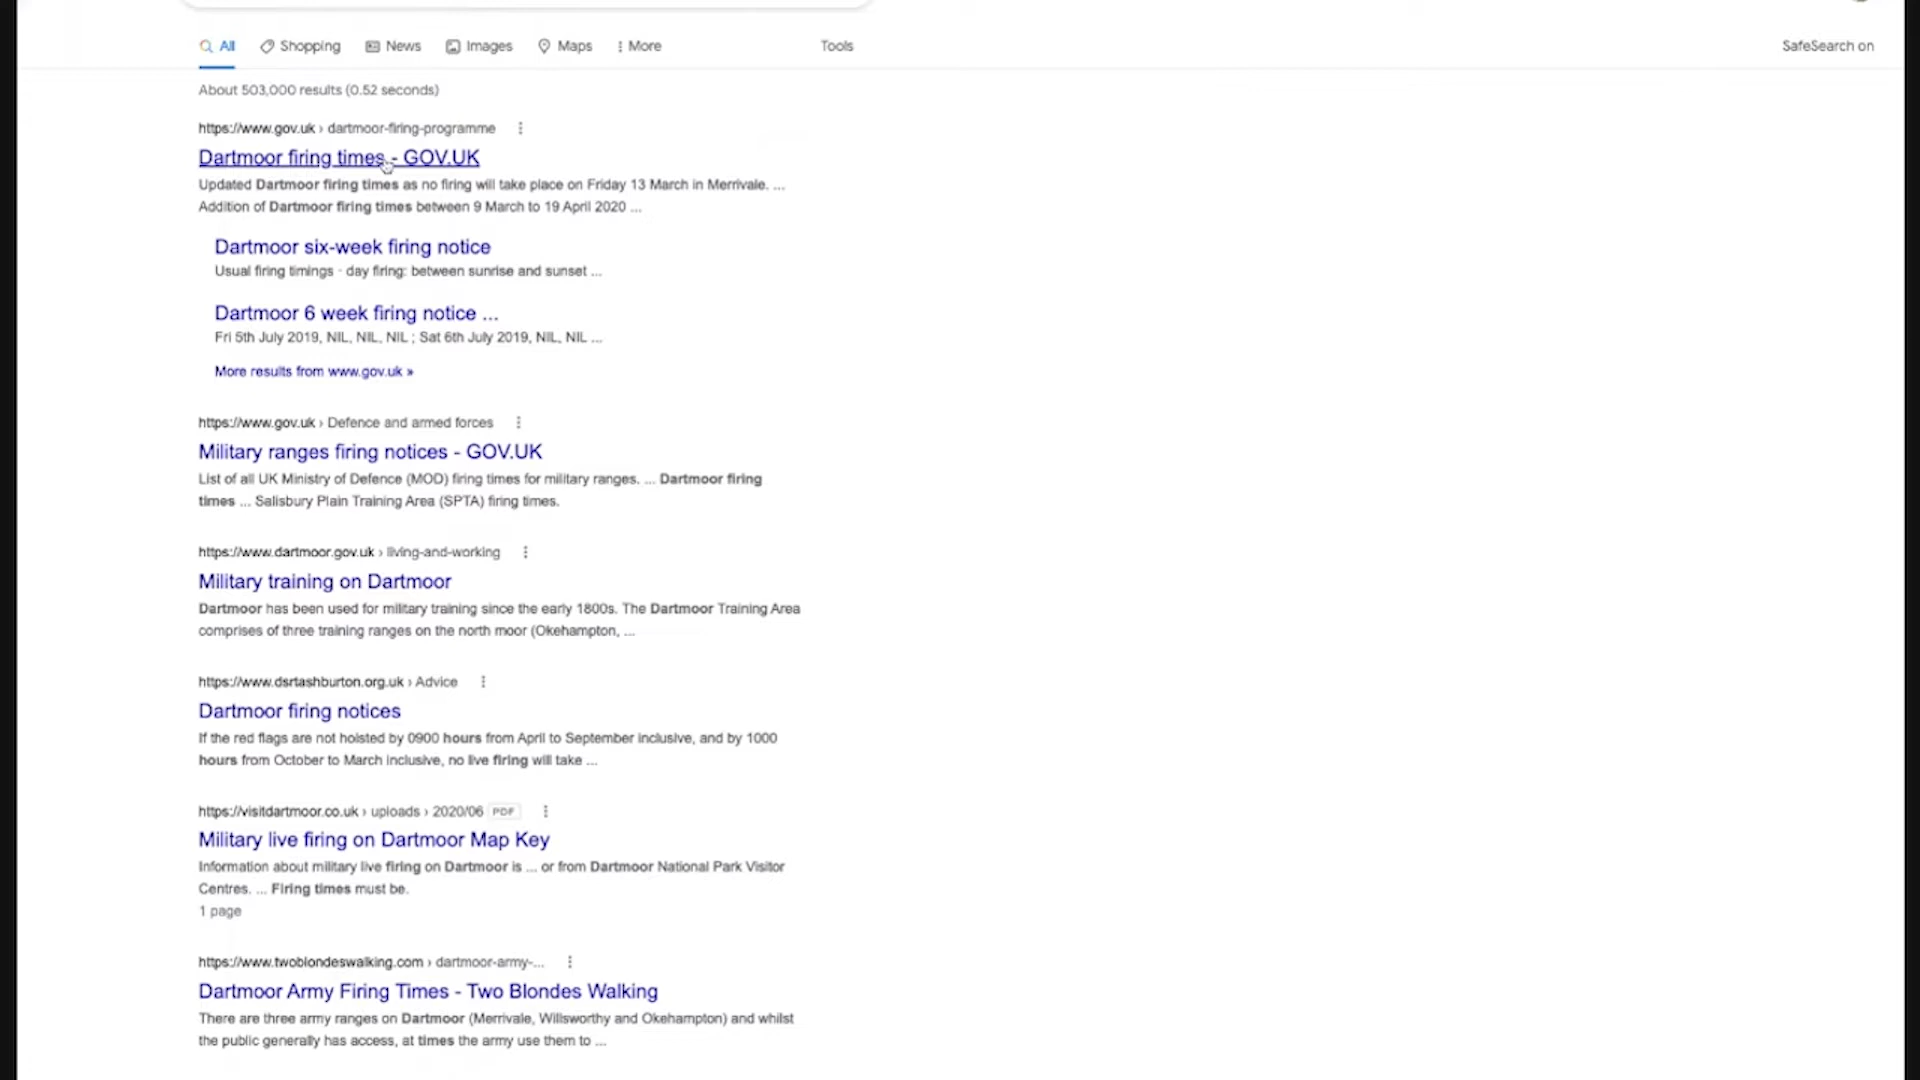 All Shopping News Images Maps More Tools SafeSearch on
About 503,000 results (0.52 seconds)
https://www.gov.uk › dartmoor-firing-programme
Dartmoor firing times - GOV.UK
Updated Dartmoor firing times as no firing will take place on Friday 13 March in Merrivale. ...
Addition of Dartmoor firing times between 9 March to 19 April 2020 ...
Dartmoor six-week firing notice
Usual firing timings · day firing: between sunrise and sunset ...
Dartmoor 6 week firing notice ...
Fri 5th July 2019, NIL, NIL, NIL ; Sat 6th July 2019, NIL, NIL ...
More results from www.gov.uk »
https://www.gov.uk › Defence and armed forces
Military ranges firing notices - GOV.UK
List of all UK Ministry of Defence (MOD) firing times for military ranges. ... Dartmoor firing
times ... Salisbury Plain Training Area (SPTA) firing times.
https://www.dartmoor.gov.uk › living-and-working
Military training on Dartmoor
Dartmoor has been used for military training since the early 1800s. The Dartmoor Training Area
comprises of three training ranges on the north moor (Okehampton, ...
https://www.dsrtashburton.org.uk › Advice
Dartmoor firing notices
If the red flags are not hoisted by 0900 hours from April to September inclusive, and by 1000
hours from October to March inclusive, no live firing will take ...
https://visitdartmoor.co.uk › uploads › 2020/06 PDF
Military live firing on Dartmoor Map Key
Information about military live firing on Dartmoor is ... or from Dartmoor National Park Visitor
Centres. ... Firing times must be.
1 page
https://www.twoblondeswalking.com › dartmoor-army-...
Dartmoor Army Firing Times - Two Blondes Walking
There are three army ranges on Dartmoor (Merrivale, Willsworthy and Okehampton) and whilst
the public generally has access, at times the army use them to ...